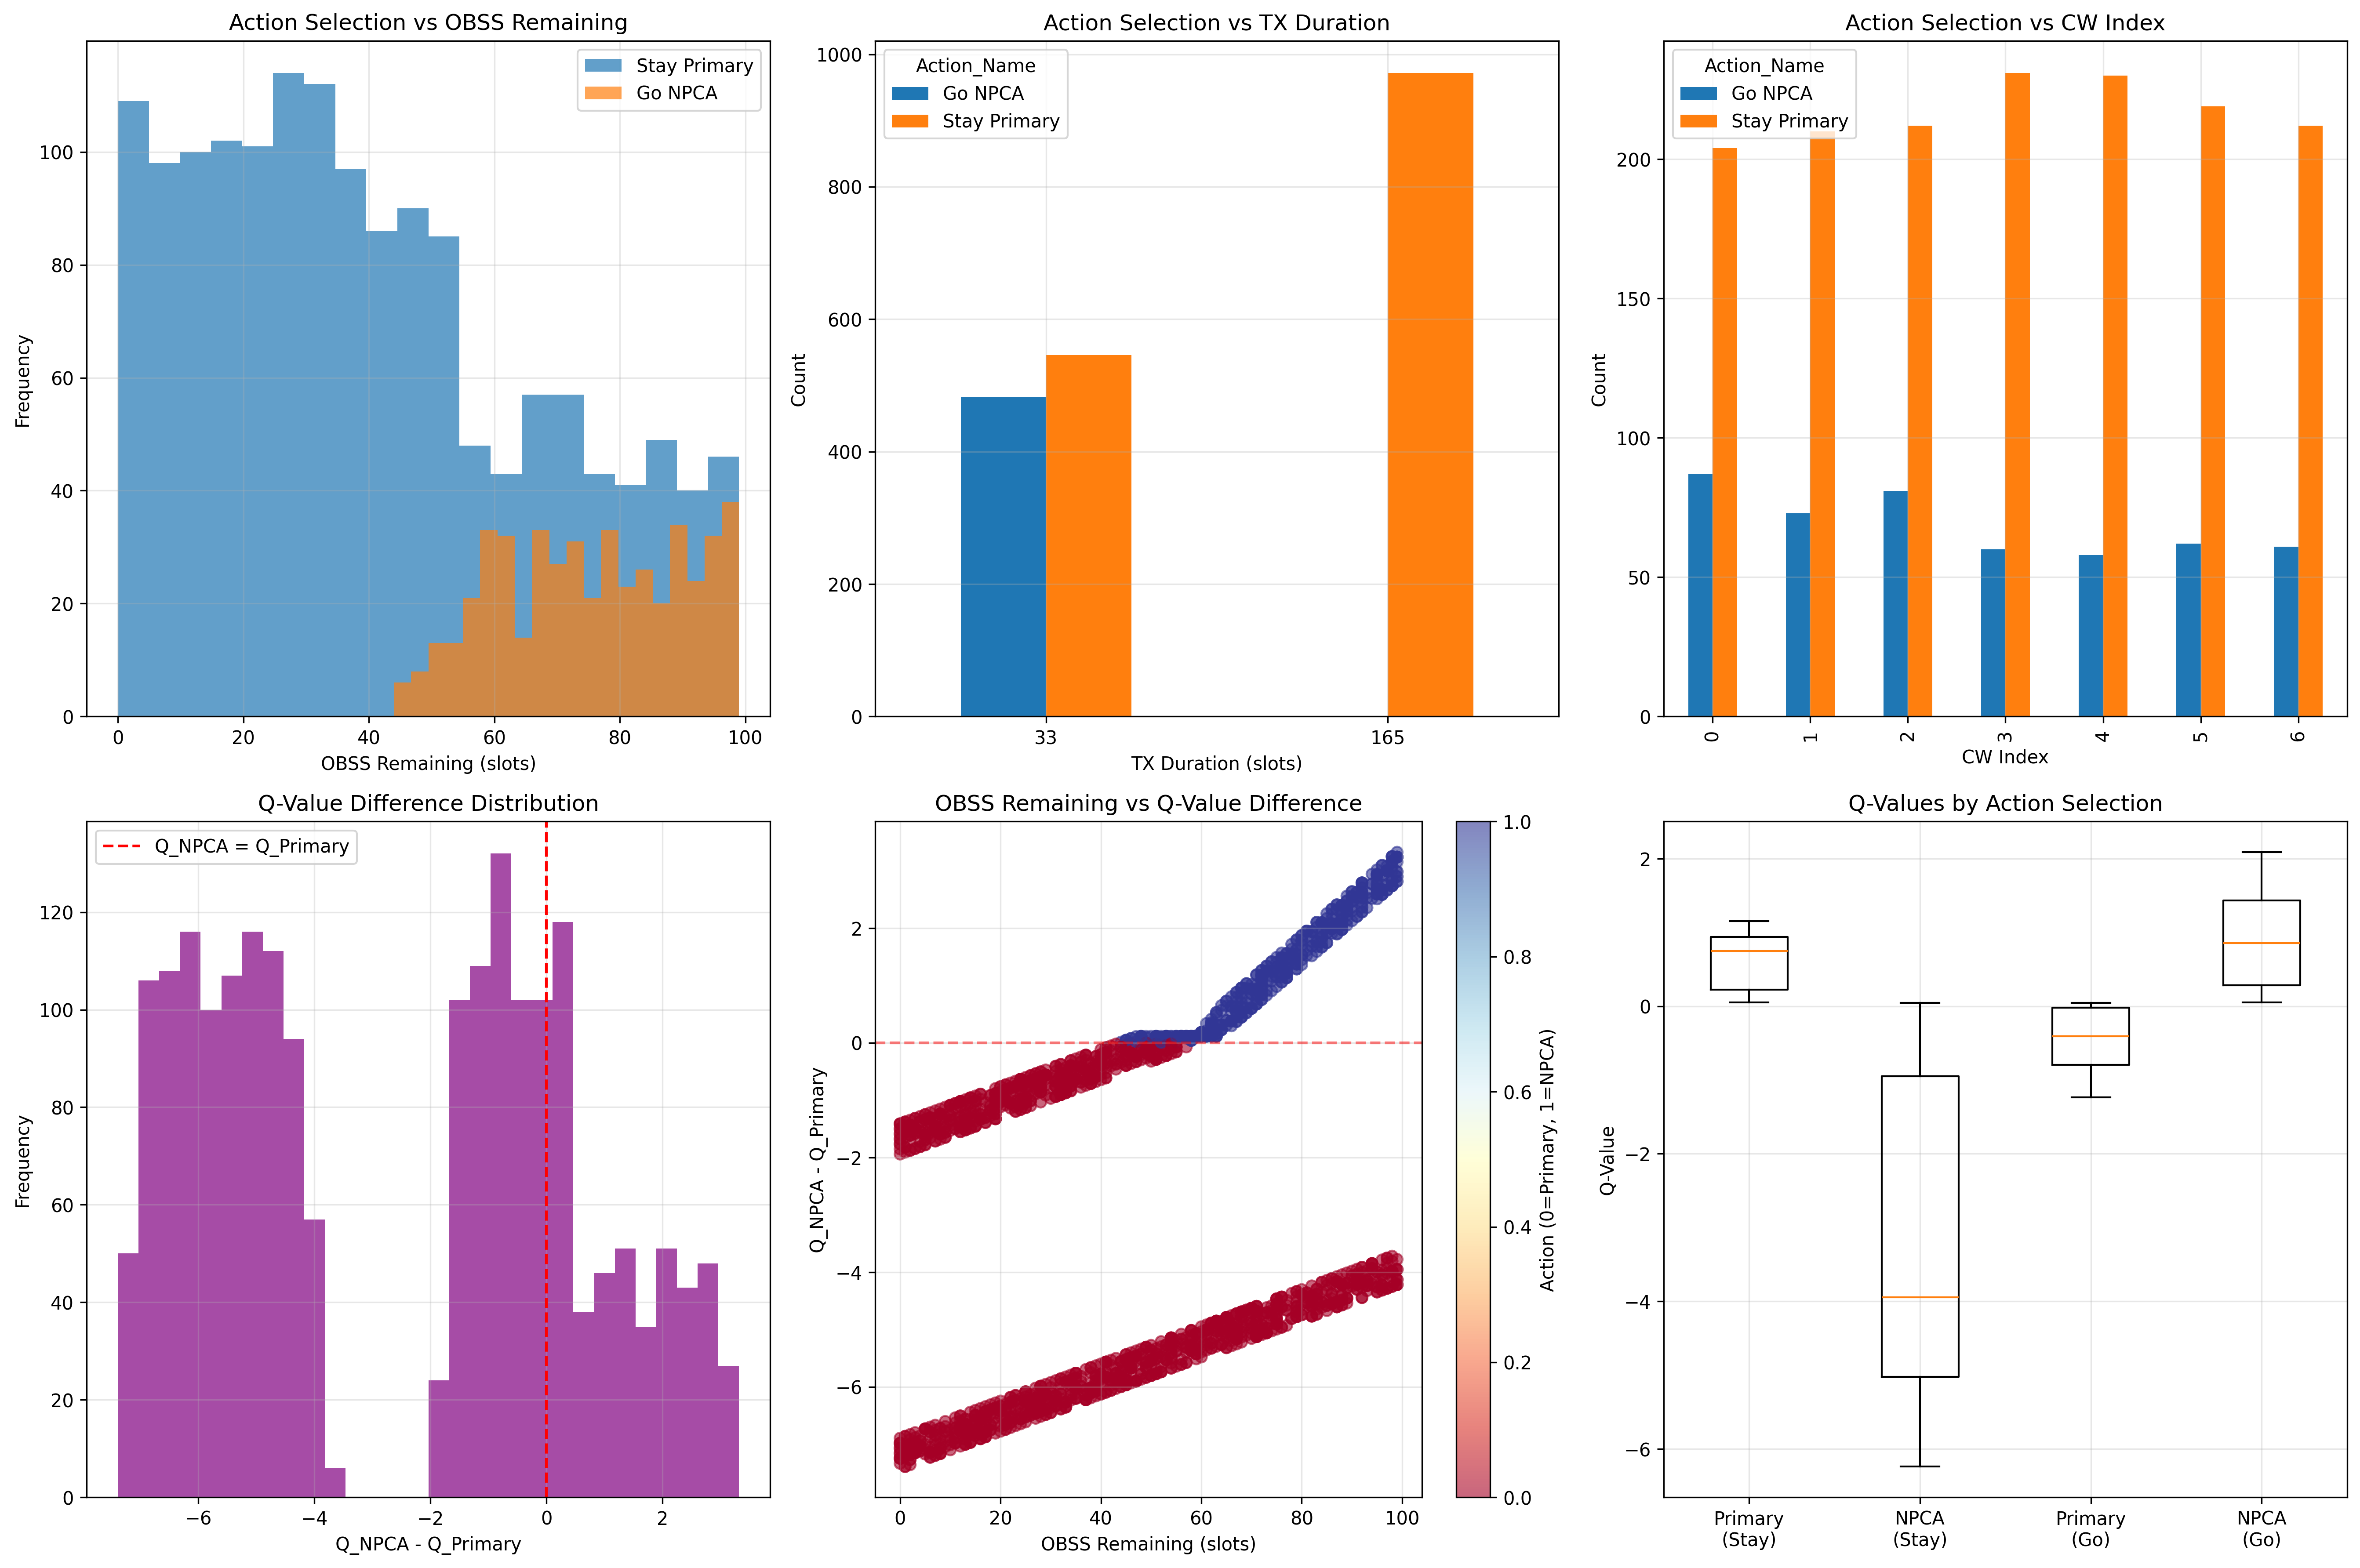 Action Selection vs OBSS Remaining
Stay Primary
Go NPCA
100
80
60
40
20
0
Frequency
0 20 40 60 80 100
OBSS Remaining (slots)
Action Selection vs TX Duration
Action_Name
Go NPCA
Stay Primary
1000
800
600
400
200
0
Count
33 165
TX Duration (slots)
Action Selection vs CW Index
Action_Name
Go NPCA
Stay Primary
200
150
100
50
0
Count
0 1 2 3 4 5 6
CW Index
Q-Value Difference Distribution
Q_NPCA = Q_Primary
120
100
80
60
40
20
0
Frequency
−6 −4 −2 0 2
Q_NPCA - Q_Primary
OBSS Remaining vs Q-Value Difference
2
0
−2
−4
−6
Q_NPCA - Q_Primary
0 20 40 60 80 100
OBSS Remaining (slots)
1.0
0.8
0.6
0.4
0.2
0.0
Action (0=Primary, 1=NPCA)
Q-Values by Action Selection
2
0
−2
−4
−6
Q-Value
Primary
(Stay)
NPCA
(Stay)
Primary
(Go)
NPCA
(Go)